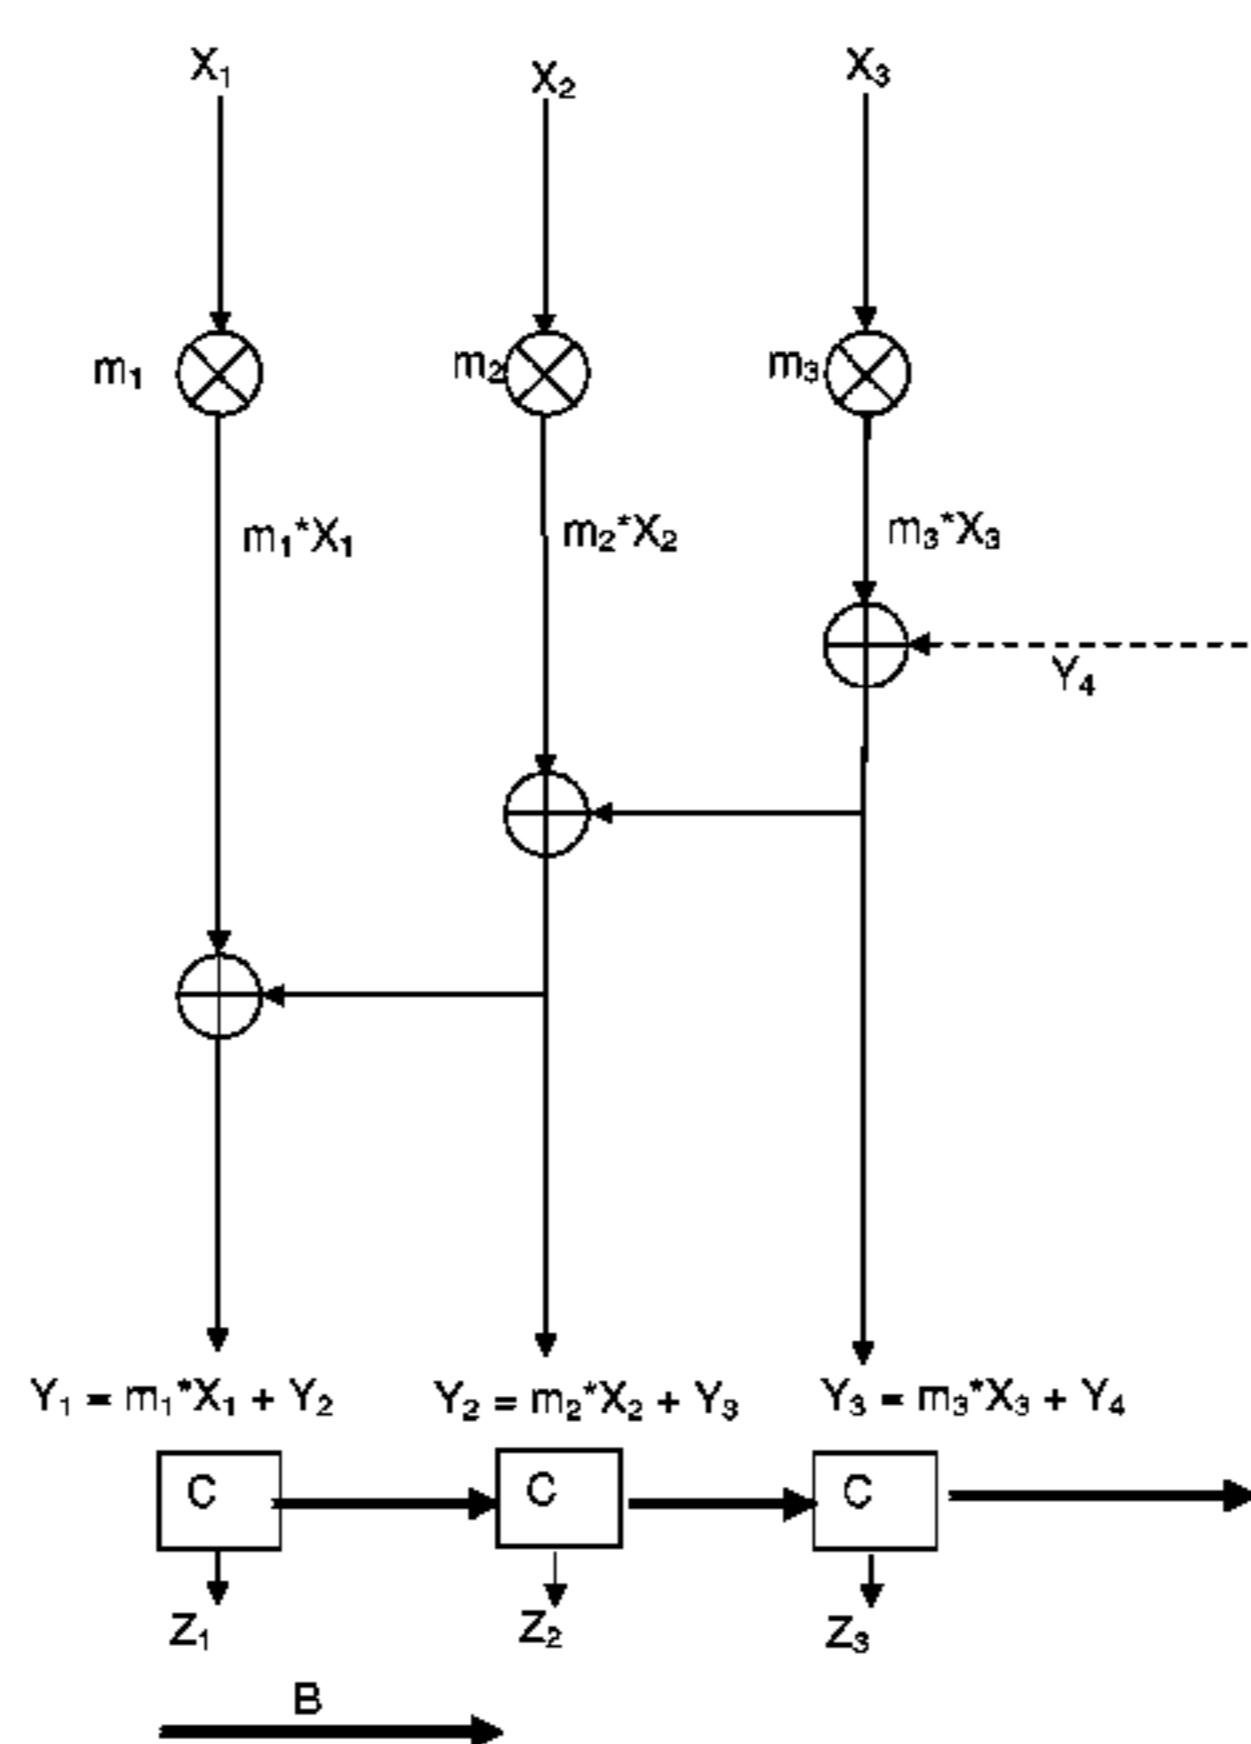 X₁ X₂ X₃
m₁ m₂ m₃
m₁*X₁ m₂*X₂ m₃*X₃
Y₄
Y₁ = m₁*X₁ + Y₂ Y₂ = m₂*X₂ + Y₃ Y₃ = m₃*X₃ + Y₄
C C C
Z₁ Z₂ Z₃
B